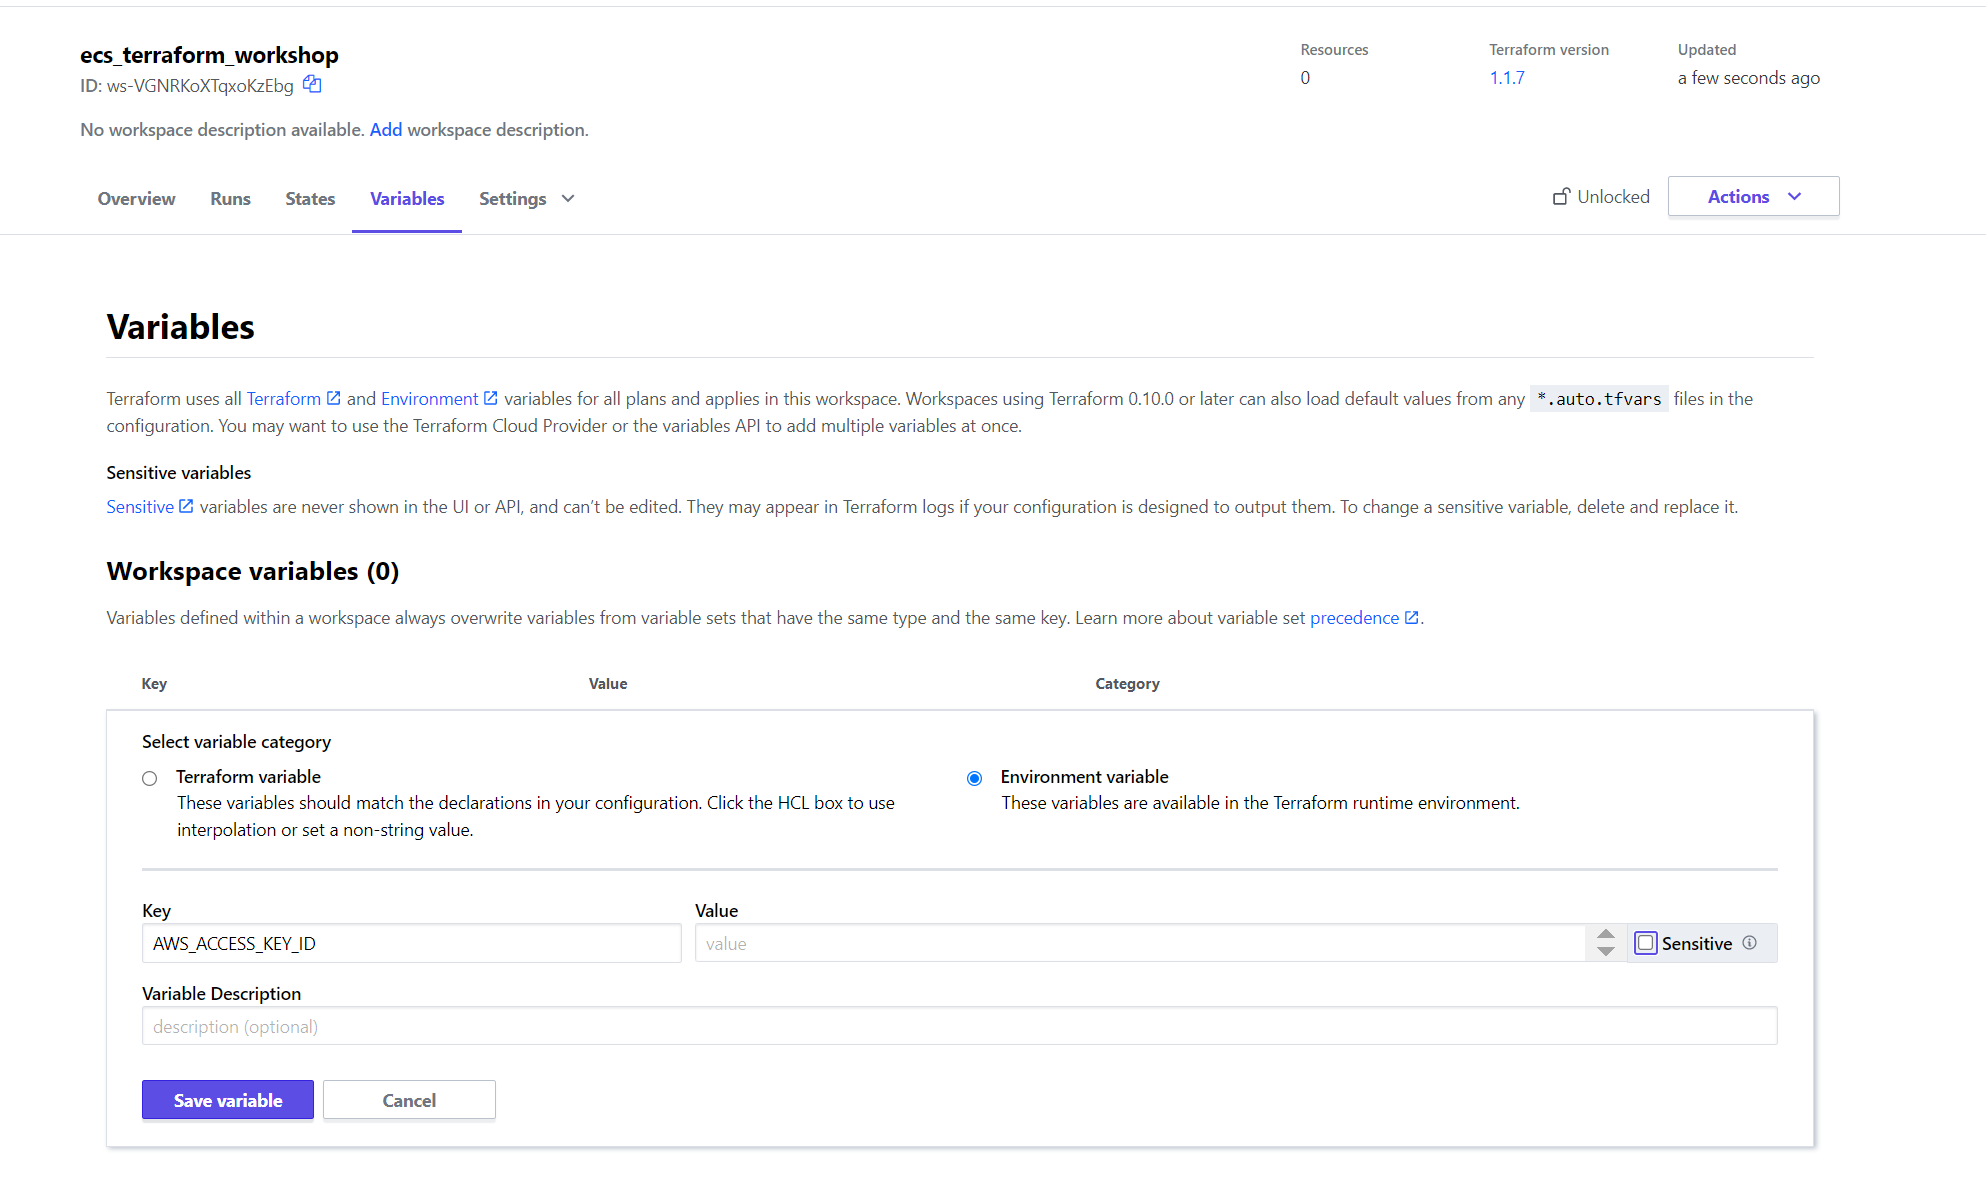 ecs_terraform_workshop
ID: ws-VGNRKoXTqxoKzEbg
No workspace description available. Add workspace description.
Resources
0
Terraform version
1.1.7
Updated
a few seconds ago
Overview Runs States Variables Settings
Unlocked
Actions
Variables
Terraform uses all Terraform and Environment variables for all plans and applies in this workspace. Workspaces using Terraform 0.10.0 or later can also load default values from any *.auto.tfvars files in the
configuration. You may want to use the Terraform Cloud Provider or the variables API to add multiple variables at once.
Sensitive variables
Sensitive variables are never shown in the UI or API, and can’t be edited. They may appear in Terraform logs if your configuration is designed to output them. To change a sensitive variable, delete and replace it.
Workspace variables (0)
Variables defined within a workspace always overwrite variables from variable sets that have the same type and the same key. Learn more about variable set precedence.
Key Value Category
Select variable category
Terraform variable
These variables should match the declarations in your configuration. Click the HCL box to use
interpolation or set a non-string value.
Environment variable
These variables are available in the Terraform runtime environment.
Key
AWS_ACCESS_KEY_ID
Value
value
Sensitive
Variable Description
description (optional)
Save variable
Cancel